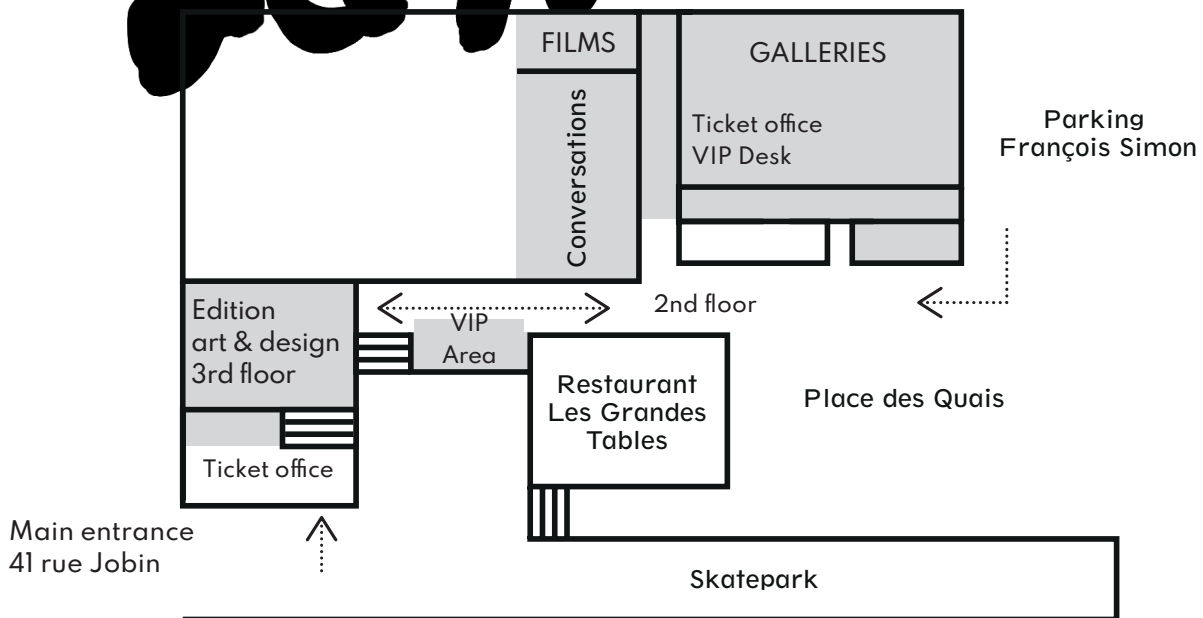 FILMS
GALLERIES
Conversations
Ticket office
VIP Desk
Parking
François Simon
Edition
art & design
3rd floor
VIP
Area
2nd floor
Restaurant
Les Grandes
Tables
Place des Quais
Ticket office
Main entrance
41 rue Jobin
Skatepark